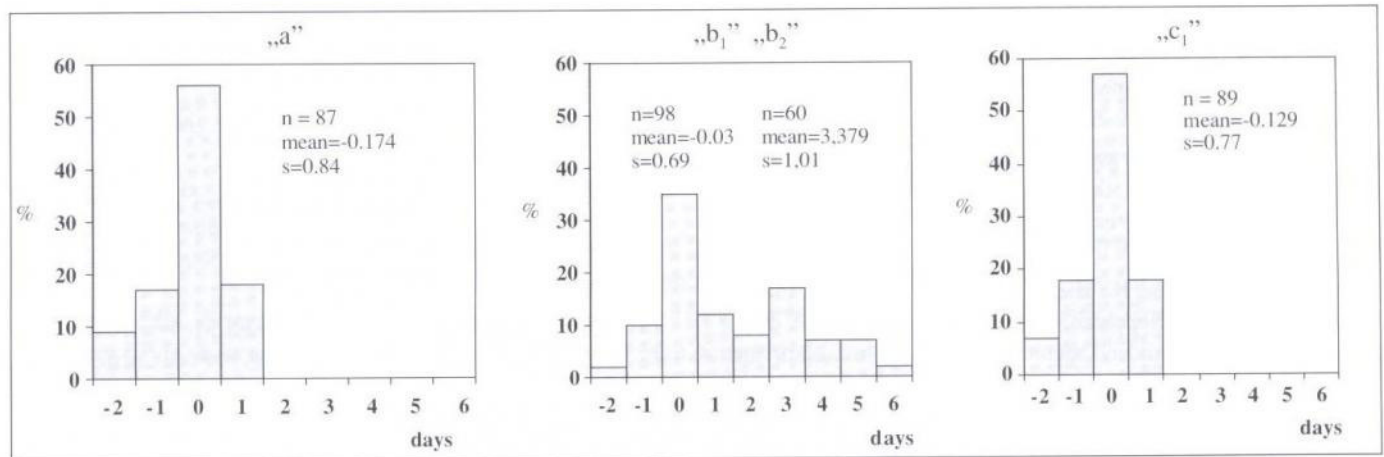 „a”
60
50
40
30
20
10
0
%
n = 87
mean=-0.174
s=0.84
-2 -1 0 1 2 3 4 5 6
days
„b₁” „b₂”
60
50
40
30
20
10
0
%
n=98 n=60
mean=-0.03 mean=3,379
s=0.69 s=1,01
-2 -1 0 1 2 3 4 5 6
days
„c₁”
60
50
40
30
20
10
0
%
n = 89
mean=-0.129
s=0.77
-2 -1 0 1 2 3 4 5 6
days